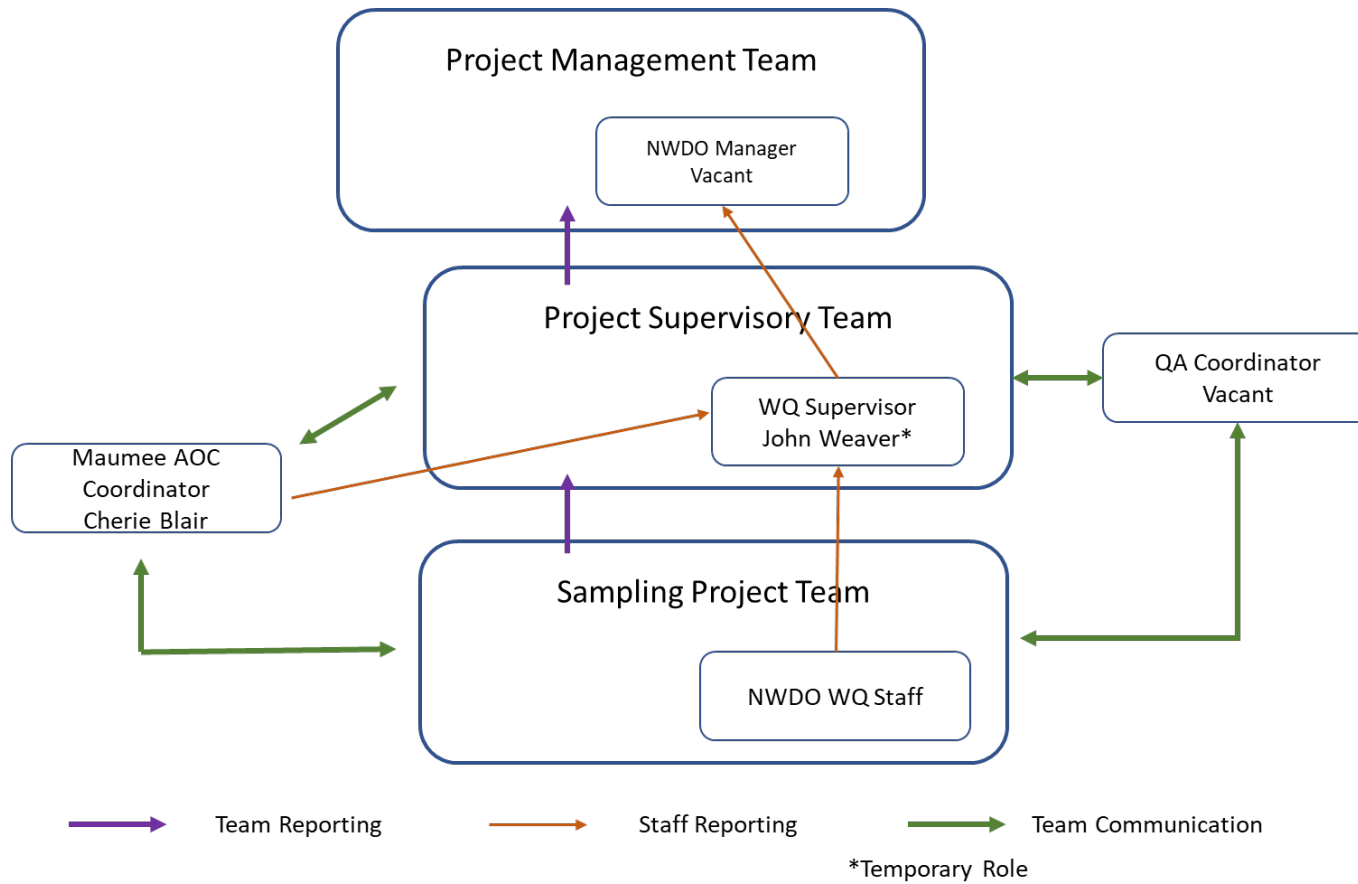 Project Management Team
NWDO Manager
Vacant
Project Supervisory Team
WQ Supervisor
John Weaver*
QA Coordinator
Vacant
Maumee AOC
Coordinator
Cherie Blair
Sampling Project Team
NWDO WQ Staff
Team Reporting
Staff Reporting
Team Communication
*Temporary Role